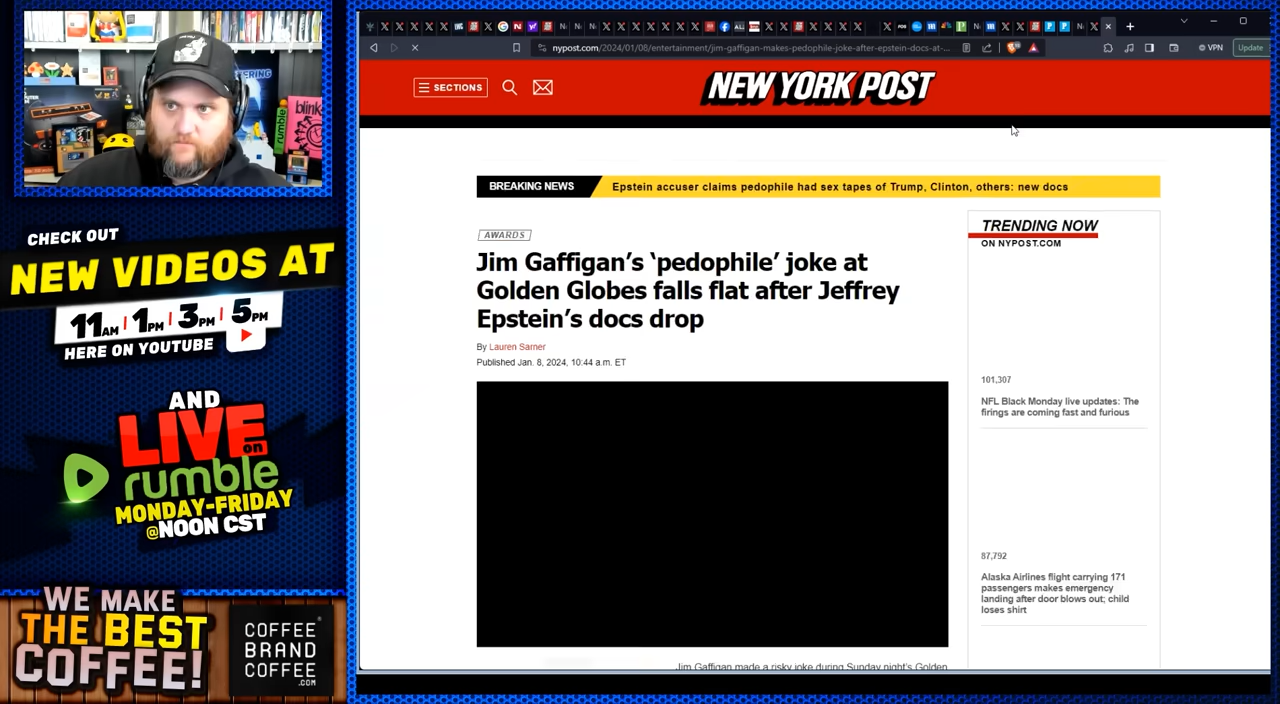 CHECK OUT
NEW VIDEOS AT
11AM | 1PM | 3PM | 5PM
HERE ON YOUTUBE
AND
LIVE on
rumble
MONDAY-FRIDAY
@NOON CST
WE MAKE
THE BEST
COFFEE!
COFFEE
BRAND
COFFEE
.COM
rumble
blink
nypost.com/2024/01/08/entertainment/jim-gaffigan-makes-pedophile-joke-after-epstein-docs-at-...
VPN
Update
SECTIONS
NEW YORK POST
BREAKING NEWS
Epstein accuser claims pedophile had sex tapes of Trump, Clinton, others: new docs
AWARDS
Jim Gaffigan’s ‘pedophile’ joke at
Golden Globes falls flat after Jeffrey
Epstein’s docs drop
By Lauren Sarner
Published Jan. 8, 2024, 10:44 a.m. ET
Jim Gaffigan made a risky joke during Sunday night's Golden
TRENDING NOW
ON NYPOST.COM
101,307
NFL Black Monday live updates: The
firings are coming fast and furious
87,792
Alaska Airlines flight carrying 171
passengers makes emergency
landing after door blows out; child
loses shirt